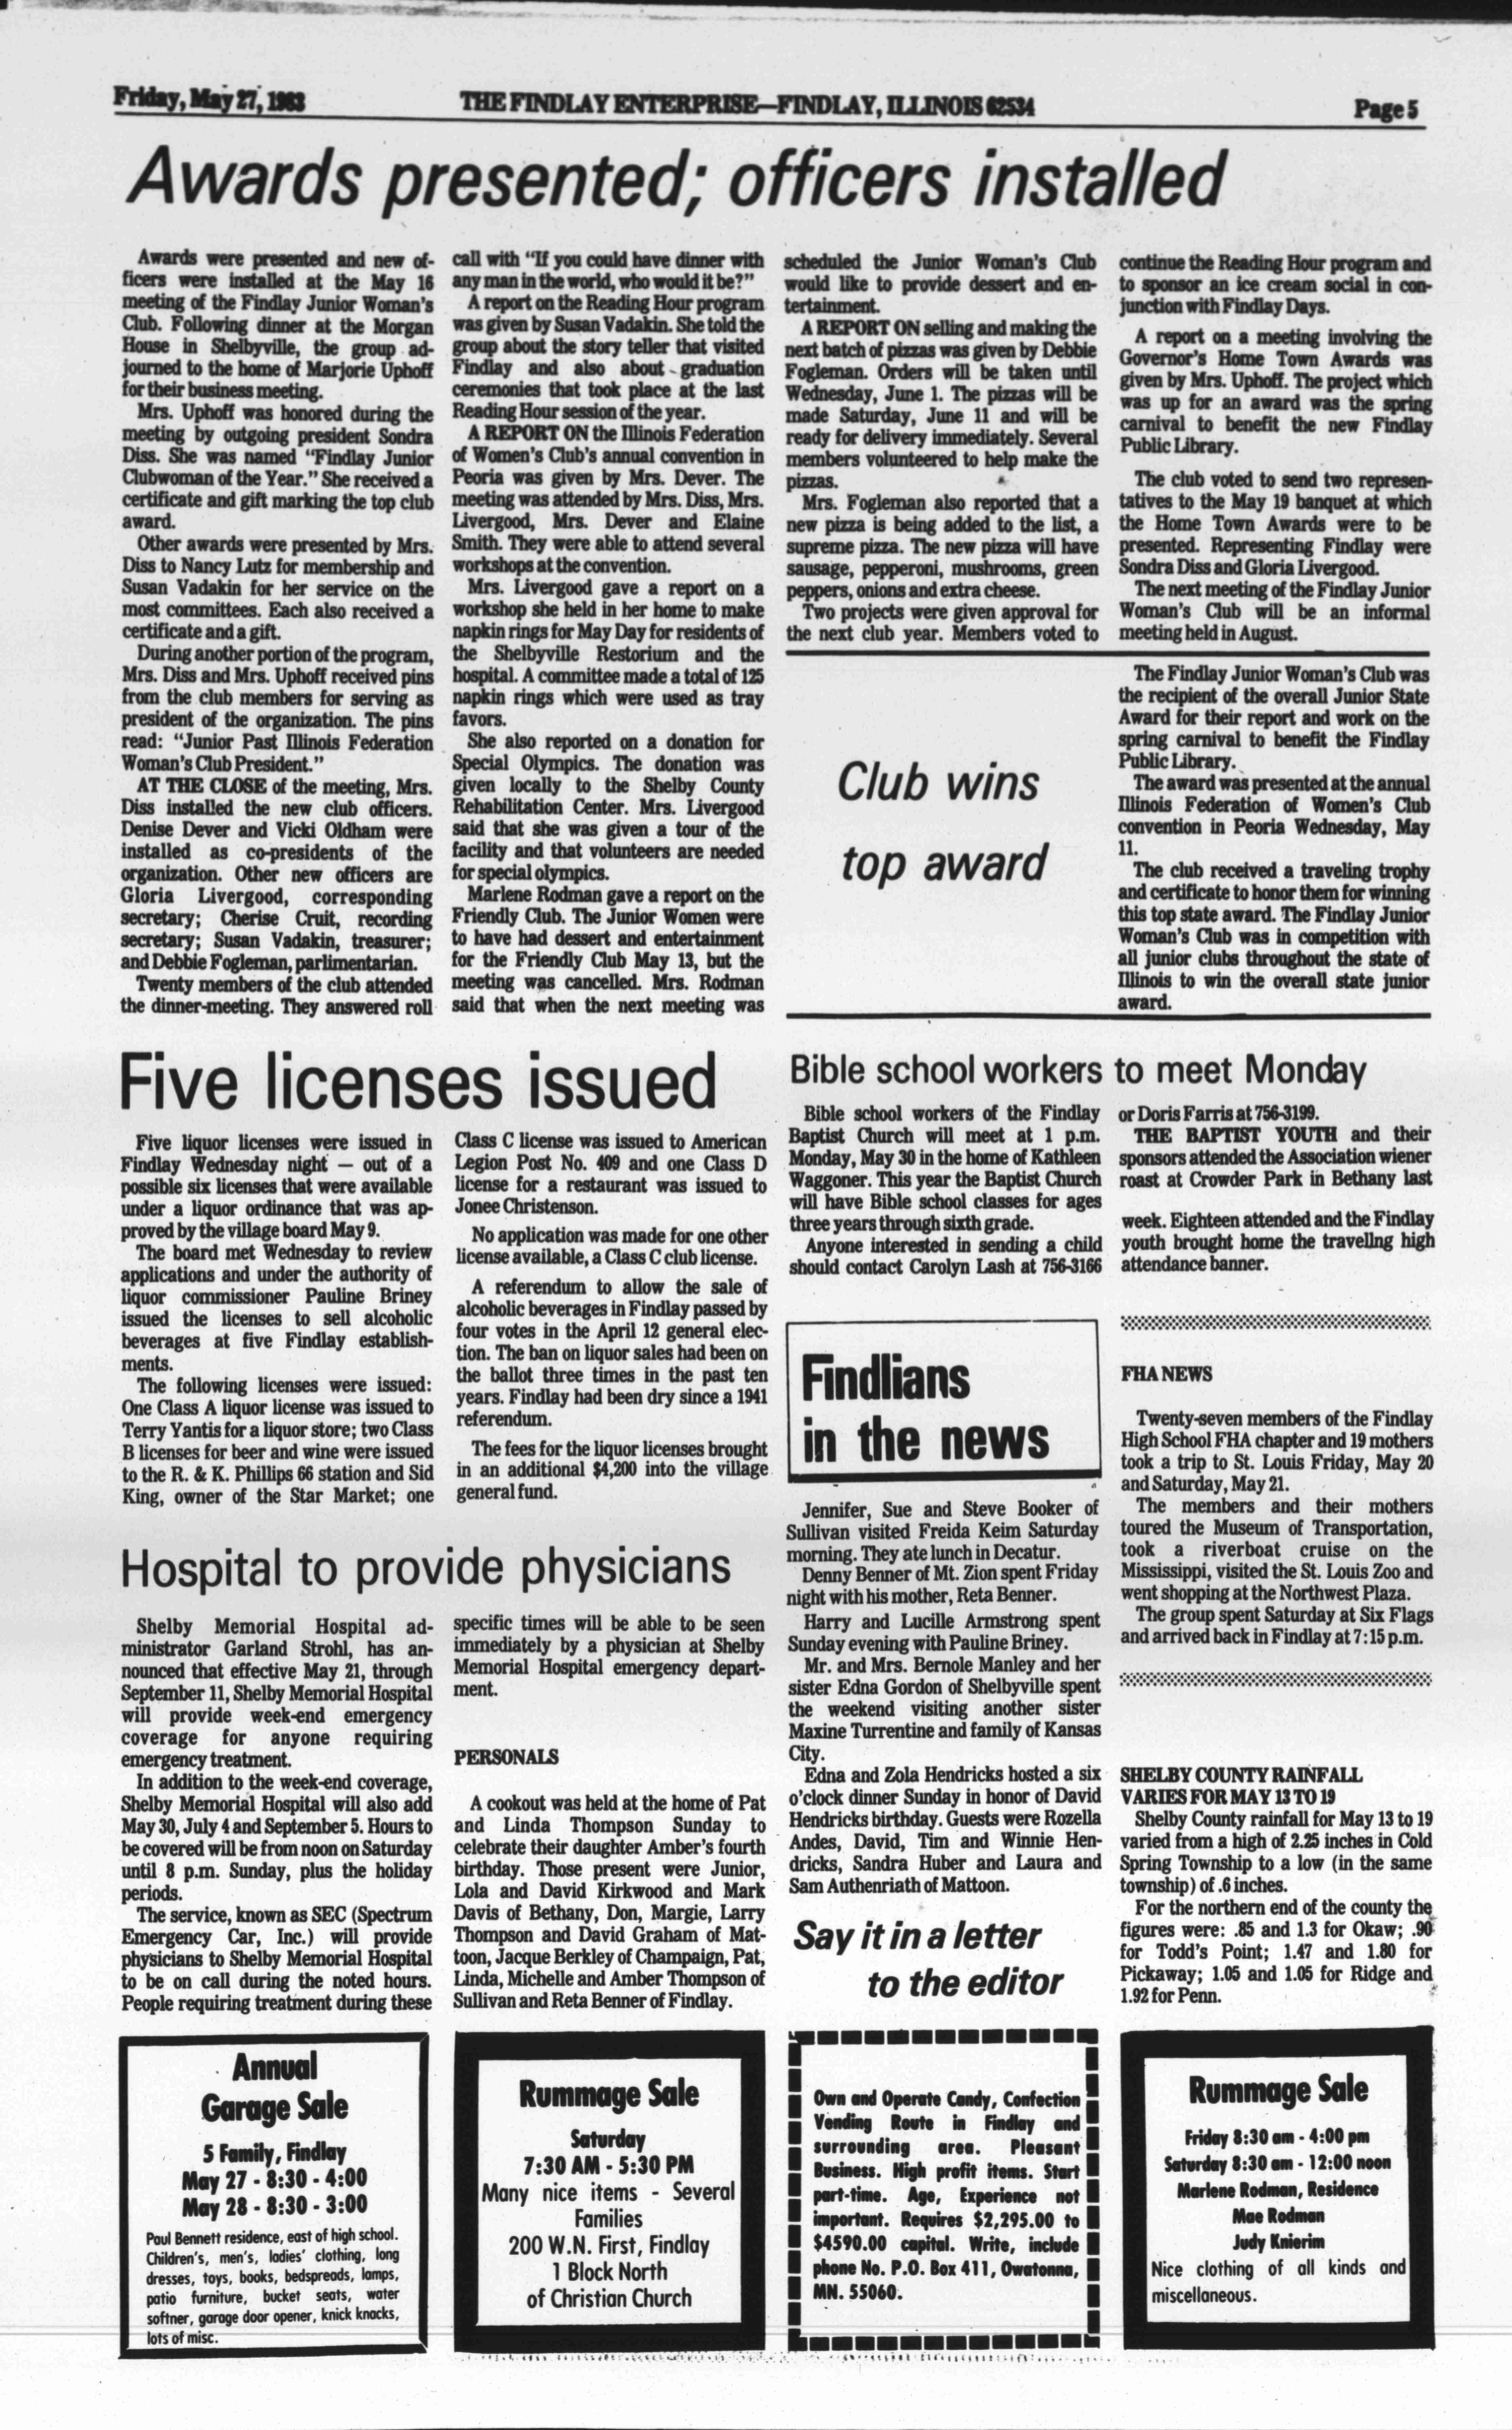 Friday, May 27, 1983
THE FINDLAY ENTERPRISE—FINDLAY, ILLINOIS 62534
Page 5
Awards presented; officers installed
Awards were presented and new of-
ficers were installed at the May 16
meeting of the Findlay Junior Woman's
Club. Following dinner at the Morgan
House in Shelbyville, the group ad-
journed to the home of Marjorie Uphoff
for their business meeting.
Mrs. Uphoff was honored during the
meeting by outgoing president Sondra
Diss. She was named "Findlay Junior
Clubwoman of the Year." She received a
certificate and gift marking the top club
award.
Other awards were presented by Mrs.
Diss to Nancy Lutz for membership and
Susan Vadakin for her service on the
most committees. Each also received a
certificate and a gift.
During another portion of the program,
Mrs. Diss and Mrs. Uphoff received pins
from the club members for serving as
president of the organization. The pins
read: "Junior Past Illinois Federation
Woman's Club President."
AT THE CLOSE of the meeting, Mrs.
Diss installed the new club officers.
Denise Dever and Vicki Oldham were
installed as co-presidents of the
organization. Other new officers are
Gloria Livergood, corresponding
secretary; Cherise Cruit, recording
secretary; Susan Vadakin, treasurer;
and Debbie Fogleman, parlimentarian.
Twenty members of the club attended
the dinner-meeting. They answered roll
call with "If you could have dinner with
any man in the world, who would it be?"
A report on the Reading Hour program
was given by Susan Vadakin. She told the
group about the story teller that visited
Findlay and also about graduation
ceremonies that took place at the last
Reading Hour session of the year.
A REPORT ON the Illinois Federation
of Women's Club's annual convention in
Peoria was given by Mrs. Dever. The
meeting was attended by Mrs. Diss, Mrs.
Livergood, Mrs. Dever and Elaine
Smith. They were able to attend several
workshops at the convention.
Mrs. Livergood gave a report on a
workshop she held in her home to make
napkin rings for May Day for residents of
the Shelbyville Restorium and the
hospital. A committee made a total of 125
napkin rings which were used as tray
favors.
She also reported on a donation for
Special Olympics. The donation was
given locally to the Shelby County
Rehabilitation Center. Mrs. Livergood
said that she was given a tour of the
facility and that volunteers are needed
for special olympics.
Marlene Rodman gave a report on the
Friendly Club. The Junior Women were
to have had dessert and entertainment
for the Friendly Club May 13, but the
meeting was cancelled. Mrs. Rodman
said that when the next meeting was
scheduled the Junior Woman's Club
would like to provide dessert and en-
tertainment.
A REPORT ON selling and making the
next batch of pizzas was given by Debbie
Fogleman. Orders will be taken until
Wednesday, June 1. The pizzas will be
made Saturday, June 11 and will be
ready for delivery immediately. Several
members volunteered to help make the
pizzas.
Mrs. Fogleman also reported that a
new pizza is being added to the list, a
supreme pizza. The new pizza will have
sausage, pepperoni, mushrooms, green
peppers, onions and extra cheese.
Two projects were given approval for
the next club year. Members voted to
continue the Reading Hour program and
to sponsor an ice cream social in con-
junction with Findlay Days.
A report on a meeting involving the
Governor's Home Town Awards was
given by Mrs. Uphoff. The project which
was up for an award was the spring
carnival to benefit the new Findlay
Public Library.
The club voted to send two represen-
tatives to the May 19 banquet at which
the Home Town Awards were to be
presented. Representing Findlay were
Sondra Diss and Gloria Livergood.
The next meeting of the Findlay Junior
Woman's Club will be an informal
meeting held in August.
Club wins
top award
The Findlay Junior Woman's Club was
the recipient of the overall Junior State
Award for their report and work on the
spring carnival to benefit the Findlay
Public Library.
The award was presented at the annual
Illinois Federation of Women's Club
convention in Peoria Wednesday, May
11.
The club received a traveling trophy
and certificate to honor them for winning
this top state award. The Findlay Junior
Woman's Club was in competition with
all junior clubs throughout the state of
Illinois to win the overall state junior
award.
Five licenses issued
Five liquor licenses were issued in
Findlay Wednesday night — out of a
possible six licenses that were available
under a liquor ordinance that was ap-
proved by the village board May 9.
The board met Wednesday to review
applications and under the authority of
liquor commissioner Pauline Briney
issued the licenses to sell alcoholic
beverages at five Findlay establish-
ments.
The following licenses were issued:
One Class A liquor license was issued to
Terry Yantis for a liquor store; two Class
B licenses for beer and wine were issued
to the R. & K. Phillips 66 station and Sid
King, owner of the Star Market; one
Class C license was issued to American
Legion Post No. 409 and one Class D
license for a restaurant was issued to
Jonee Christenson.
No application was made for one other
license available, a Class C club license.
A referendum to allow the sale of
alcoholic beverages in Findlay passed by
four votes in the April 12 general elec-
tion. The ban on liquor sales had been on
the ballot three times in the past ten
years. Findlay had been dry since a 1941
referendum.
The fees for the liquor licenses brought
in an additional $4,200 into the village
general fund.
Bible school workers to meet Monday
Bible school workers of the Findlay
Baptist Church will meet at 1 p.m.
Monday, May 30 in the home of Kathleen
Waggoner. This year the Baptist Church
will have Bible school classes for ages
three years through sixth grade.
Anyone interested in sending a child
should contact Carolyn Lash at 756-3166
or Doris Farris at 756-3199.
THE BAPTIST YOUTH and their
sponsors attended the Association wiener
roast at Crowder Park in Bethany last
week. Eighteen attended and the Findlay
youth brought home the traveling high
attendance banner.
Hospital to provide physicians
Shelby Memorial Hospital ad-
ministrator Garland Strohl, has an-
nounced that effective May 21, through
September 11, Shelby Memorial Hospital
will provide week-end emergency
coverage for anyone requiring
emergency treatment.
In addition to the week-end coverage,
Shelby Memorial Hospital will also add
May 30, July 4 and September 5. Hours to
be covered will be from noon on Saturday
until 8 p.m. Sunday, plus the holiday
periods.
The service, known as SEC (Spectrum
Emergency Car, Inc.) will provide
physicians to Shelby Memorial Hospital
to be on call during the noted hours.
People requiring treatment during these
specific times will be able to be seen
immediately by a physician at Shelby
Memorial Hospital emergency depart-
ment.
PERSONALS
A cookout was held at the home of Pat
and Linda Thompson Sunday to
celebrate their daughter Amber's fourth
birthday. Those present were Junior,
Lola and David Kirkwood and Mark
Davis of Bethany, Don, Margie, Larry
Thompson and David Graham of Mat-
toon, Jacque Berkley of Champaign, Pat,
Linda, Michelle and Amber Thompson of
Sullivan and Reta Benner of Findlay.
Findlians
in the news
Jennifer, Sue and Steve Booker of
Sullivan visited Freida Keim Saturday
morning. They ate lunch in Decatur.
Denny Benner of Mt. Zion spent Friday
night with his mother, Reta Benner.
Harry and Lucille Armstrong spent
Sunday evening with Pauline Briney.
Mr. and Mrs. Bernole Manley and her
sister Edna Gordon of Shelbyville spent
the weekend visiting another sister
Maxine Turrentine and family of Kansas
City.
Edna and Zola Hendricks hosted a six
o'clock dinner Sunday in honor of David
Hendricks birthday. Guests were Rozella
Andes, David, Tim and Winnie Hen-
dricks, Sandra Huber and Laura and
Sam Authenriath of Mattoon.
Say it in a letter
to the editor
FHA NEWS
Twenty-seven members of the Findlay
High School FHA chapter and 19 mothers
took a trip to St. Louis Friday, May 20
and Saturday, May 21.
The members and their mothers
toured the Museum of Transportation,
took a riverboat cruise on the
Mississippi, visited the St. Louis Zoo and
went shopping at the Northwest Plaza.
The group spent Saturday at Six Flags
and arrived back in Findlay at 7:15 p.m.
SHELBY COUNTY RAINFALL
VARIES FOR MAY 13 TO 19
Shelby County rainfall for May 13 to 19
varied from a high of 2.25 inches in Cold
Spring Township to a low (in the same
township) of .6 inches.
For the northern end of the county the
figures were: .85 and 1.3 for Okaw; .90
for Todd's Point; 1.47 and 1.80 for
Pickaway; 1.05 and 1.05 for Ridge and
1.92 for Penn.
Annual
Garage Sale
5 Family, Findlay
May 27 - 8:30 - 4:00
May 28 - 8:30 - 3:00
Paul Bennett residence, east of high school.
Children's, men's, ladies' clothing, long
dresses, toys, books, bedspreads, lamps,
patio furniture, bucket seats, water
softner, garage door opener, knick knacks,
lots of misc.
Rummage Sale
Saturday
7:30 AM - 5:30 PM
Many nice items - Several
Families
200 W.N. First, Findlay
1 Block North
of Christian Church
Own and Operate Candy, Confection
Vending Route in Findlay and
surrounding area. Pleasant
Business. High profit items. Start
part-time. Age, Experience not
important. Requires $2,295.00 to
$4590.00 capital. Write, include
phone No. P.O. Box 411, Owatonna,
MN. 55060.
Rummage Sale
Friday 8:30 am - 4:00 pm
Saturday 8:30 am - 12:00 noon
Marlene Rodman, Residence
Mae Rodman
Judy Knierim
Nice clothing of all kinds and
miscellaneous.